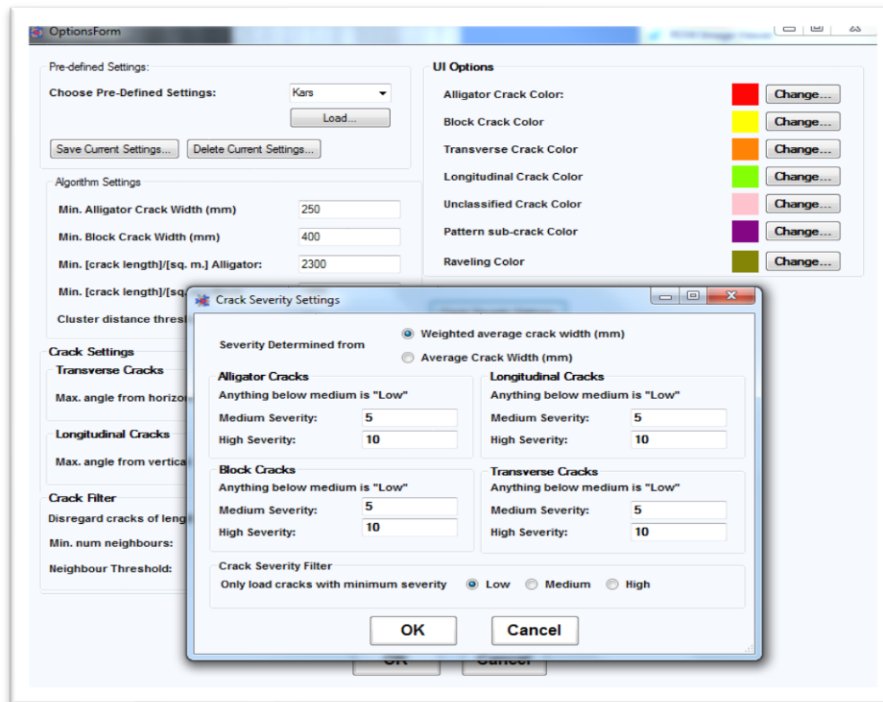 OptionsForm
Pre-defined Settings:
Choose Pre-Defined Settings:
Kars
Load...
Save Current Settings...
Delete Current Settings...
Algorithm Settings
Min. Alligator Crack Width (mm)
250
Min. Block Crack Width (mm)
400
Min. [crack length]/[sq. m.] Alligator:
2300
Min. [crack length]/[sq.
Cluster distance thres
Crack Settings
Transverse Cracks
Max. angle from horizo
Longitudinal Cracks
Max. angle from vertica
Crack Filter
Disregard cracks of leng
Min. num neighbours:
Neighbour Threshold:
UI Options
Alligator Crack Color:
Change...
Block Crack Color
Change...
Transverse Crack Color
Change...
Longitudinal Crack Color
Change...
Unclassified Crack Color
Change...
Pattern sub-crack Color
Change...
Raveling Color
Change...
Crack Severity Settings
Severity Determined from
Weighted average crack width (mm)
Average Crack Width (mm)
Alligator Cracks
Anything below medium is "Low"
Medium Severity:
5
High Severity:
10
Longitudinal Cracks
Anything below medium is "Low"
Medium Severity:
5
High Severity:
10
Block Cracks
Anything below medium is "Low"
Medium Severity:
5
High Severity:
10
Transverse Cracks
Anything below medium is "Low"
Medium Severity:
5
High Severity:
10
Crack Severity Filter
Only load cracks with minimum severity
Low
Medium
High
OK
Cancel
OK
Cancel